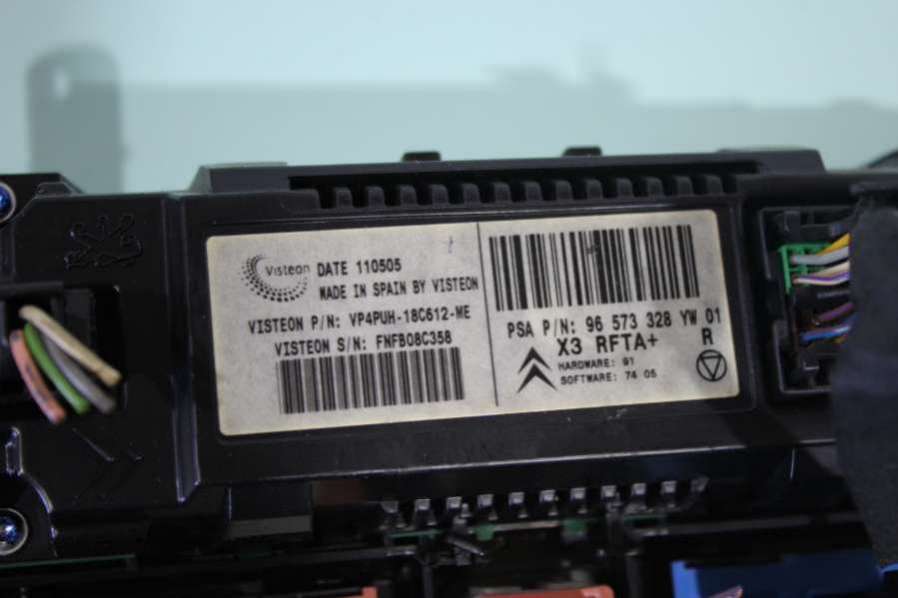 Visteon DATE 110505
MADE IN SPAIN BY VISTEON
VISTEON P/N: VP4PUH-18C612-ME
VISTEON S/N: FNFB08C358
PSA P/N: 96 573 328 YW 01
X3 RFTA+ R
HARDWARE: 91
SOFTWARE: 74 05